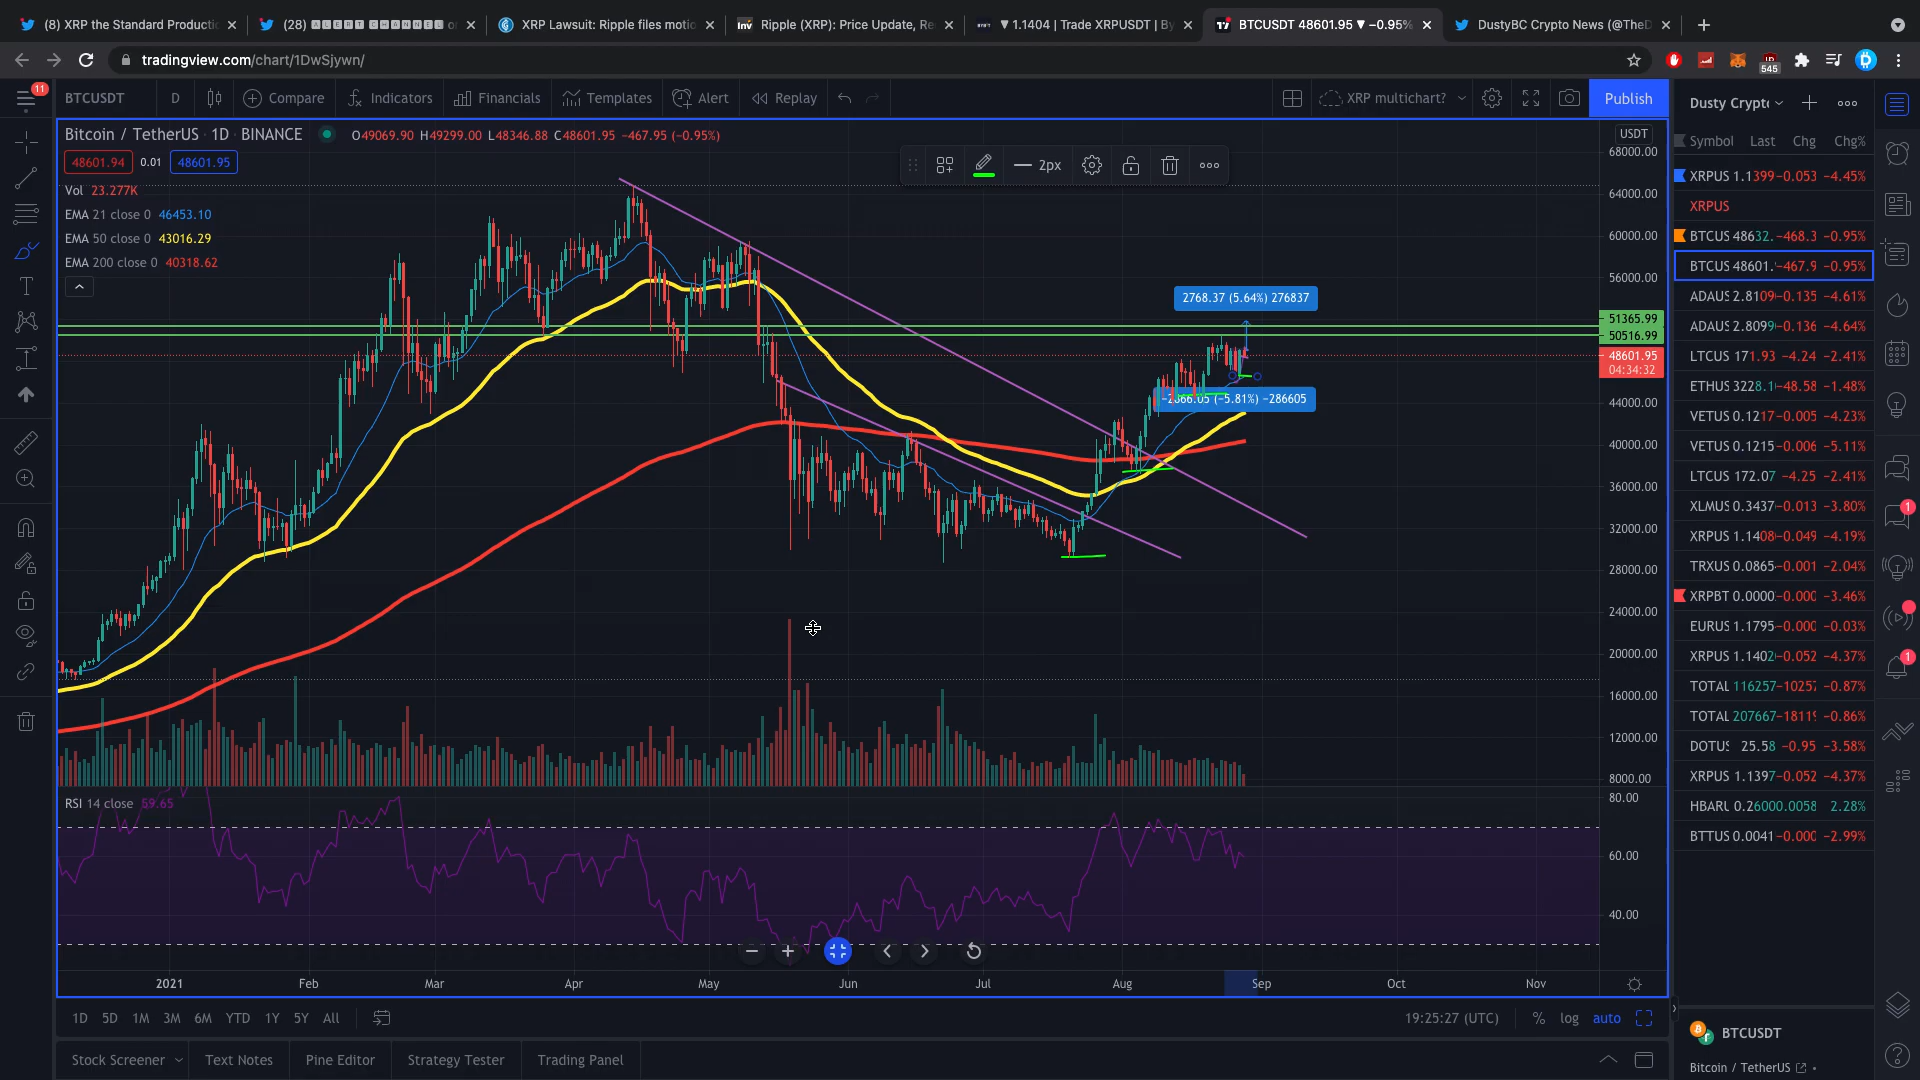 (8) XRP the Standard Productio
(28) 🅰🅻🅴🆁🆃 🅲🅷🅰🅽🅽🅴🅻 o
XRP Lawsuit: Ripple files motio
Ripple (XRP): Price Update, Re
▼ 1.1404 | Trade XRPUSDT | By
BTCUSDT 48601.95 ▼ −0.95%
DustyBC Crypto News (@TheD
tradingview.com/chart/1DwSjywn/
545
11
BTCUSDT
D
Compare
Indicators
Financials
Templates
Alert
Replay
XRP multichart?
Publish
Dusty Crypto
Bitcoin / TetherUS · 1D · BINANCE
O49069.90 H49299.00 L48346.88 C48601.95 −467.95 (−0.95%)
USDT
48601.94 0.01 48601.95
Vol 23.277K
EMA 21 close 0 46453.10
EMA 50 close 0 43016.29
EMA 200 close 0 40318.62
2px
2768.37 (5.64%) 276837
(−5.81%) −286605
68000.00
64000.00
60000.00
56000.00
51365.99
50516.99
48601.95
04:34:32
44000.00
40000.00
36000.00
32000.00
28000.00
24000.00
20000.00
16000.00
12000.00
8000.00
RSI 14 close 59.65
80.00
60.00
40.00
2021 Feb Mar Apr May Jun Jul Aug Sep Oct Nov
1D 5D 1M 3M 6M YTD 1Y 5Y All
19:25:27 (UTC)
% log auto
Stock Screener Text Notes Pine Editor Strategy Tester Trading Panel
Symbol Last Chg Chg%
XRPUS 1.1399 −0.053 −4.45%
XRPUS
BTCUS 48632. −468.3 −0.95%
BTCUS 48601. −467.9 −0.95%
ADAUS 2.8109 −0.135 −4.61%
ADAUS 2.8099 −0.136 −4.64%
LTCUS 171.93 −4.24 −2.41%
ETHUS 3228.1 −48.58 −1.48%
VETUS 0.1217 −0.005 −4.23%
VETUS 0.1215 −0.006 −5.11%
LTCUS 172.07 −4.25 −2.41%
XLMUS 0.3437 −0.013 −3.80%
XRPUS 1.1408 −0.049 −4.19%
TRXUS 0.0865 −0.001 −2.04%
XRPBT 0.0000 −0.000 −3.46%
EURUS 1.1795 −0.000 −0.03%
XRPUS 1.1402 −0.052 −4.37%
TOTAL 116257 −1025 −0.87%
TOTAL 207667 −1811 −0.86%
DOTUS 25.58 −0.95 −3.58%
XRPUS 1.1397 −0.052 −4.37%
HBARU 0.2600 0.0058 2.28%
BTTUS 0.0041 −0.000 −2.99%
1
1
BTCUSDT
Bitcoin / TetherUS